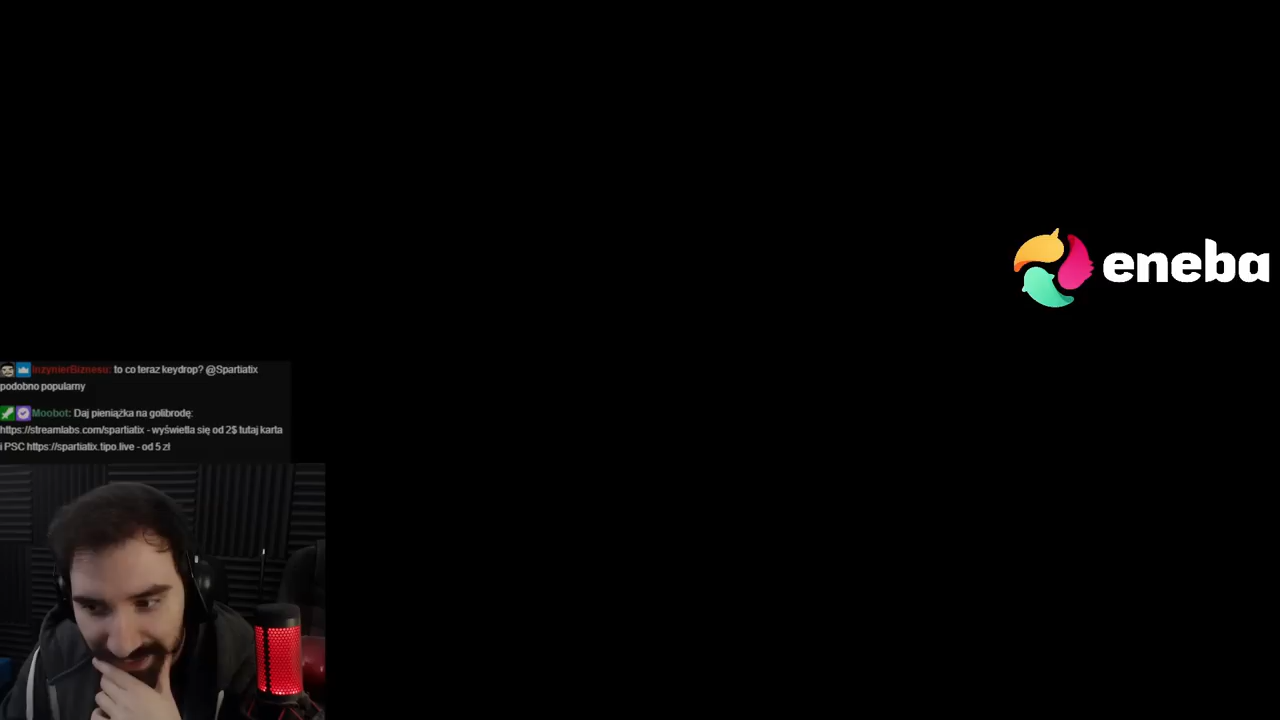 eneba
InzynierBiznesu: to co teraz keydrop? @Spartiatix
podobno popularny
Moobot: Daj pieniążka na golibrodę:
https://streamlabs.com/spartiatix - wyświetla się od 2$ tutaj karta
i PSC https://spartiatix.tipo.live - od 5 zł